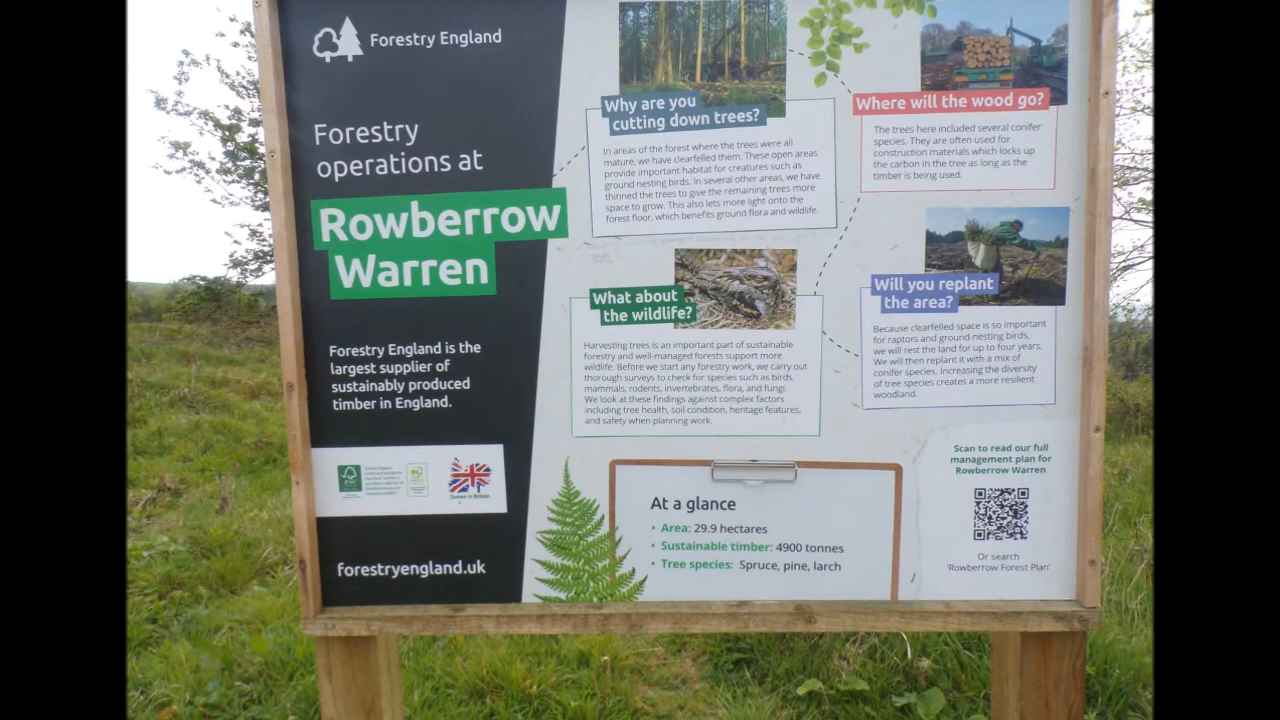 Forestry England
Forestry
operations at
Rowberrow
Warren
Forestry England is the
largest supplier of
sustainably produced
timber in England.
FSC
Grown in Britain
forestryengland.uk
Why are you
cutting down trees?
In areas of the forest where the trees were all
mature, we have clearfelled them. These open areas
provide important habitat for creatures such as
ground nesting birds. In several other areas, we have
thinned the trees to give the remaining trees more
space to grow. This also lets more light onto the
forest floor, which benefits ground flora and wildlife.
Where will the wood go?
The trees here included several conifer
species. They are often used for
construction materials which locks up
the carbon in the tree as long as the
timber is being used.
What about
the wildlife?
Harvesting trees is an important part of sustainable
forestry and well-managed forests support more
wildlife. Before we start any forestry work, we carry out
thorough surveys to check for species such as birds,
mammals, rodents, invertebrates, flora, and fungi.
We look at these findings against complex factors
including tree health, soil condition, heritage features,
and safety when planning work.
Will you replant
the area?
Because clearfelled space is so important
for raptors and ground-nesting birds,
we will rest the land for up to four years.
We will then replant it with a mix of
conifer species. Increasing the diversity
of tree species creates a more resilient
woodland.
At a glance
• Area: 29.9 hectares
• Sustainable timber: 4900 tonnes
• Tree species: Spruce, pine, larch
Scan to read our full
management plan for
Rowberrow Warren
Or search
'Rowberrow Forest Plan'